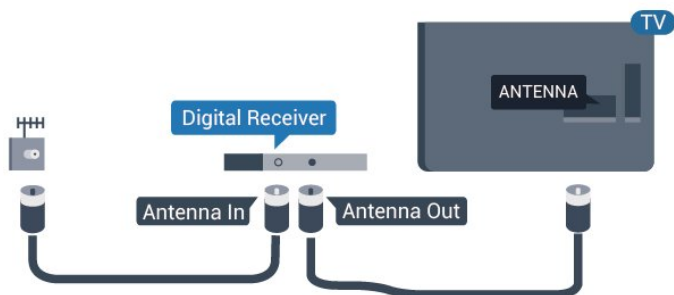 TV
ANTENNA
Digital Receiver
Antenna In
Antenna Out